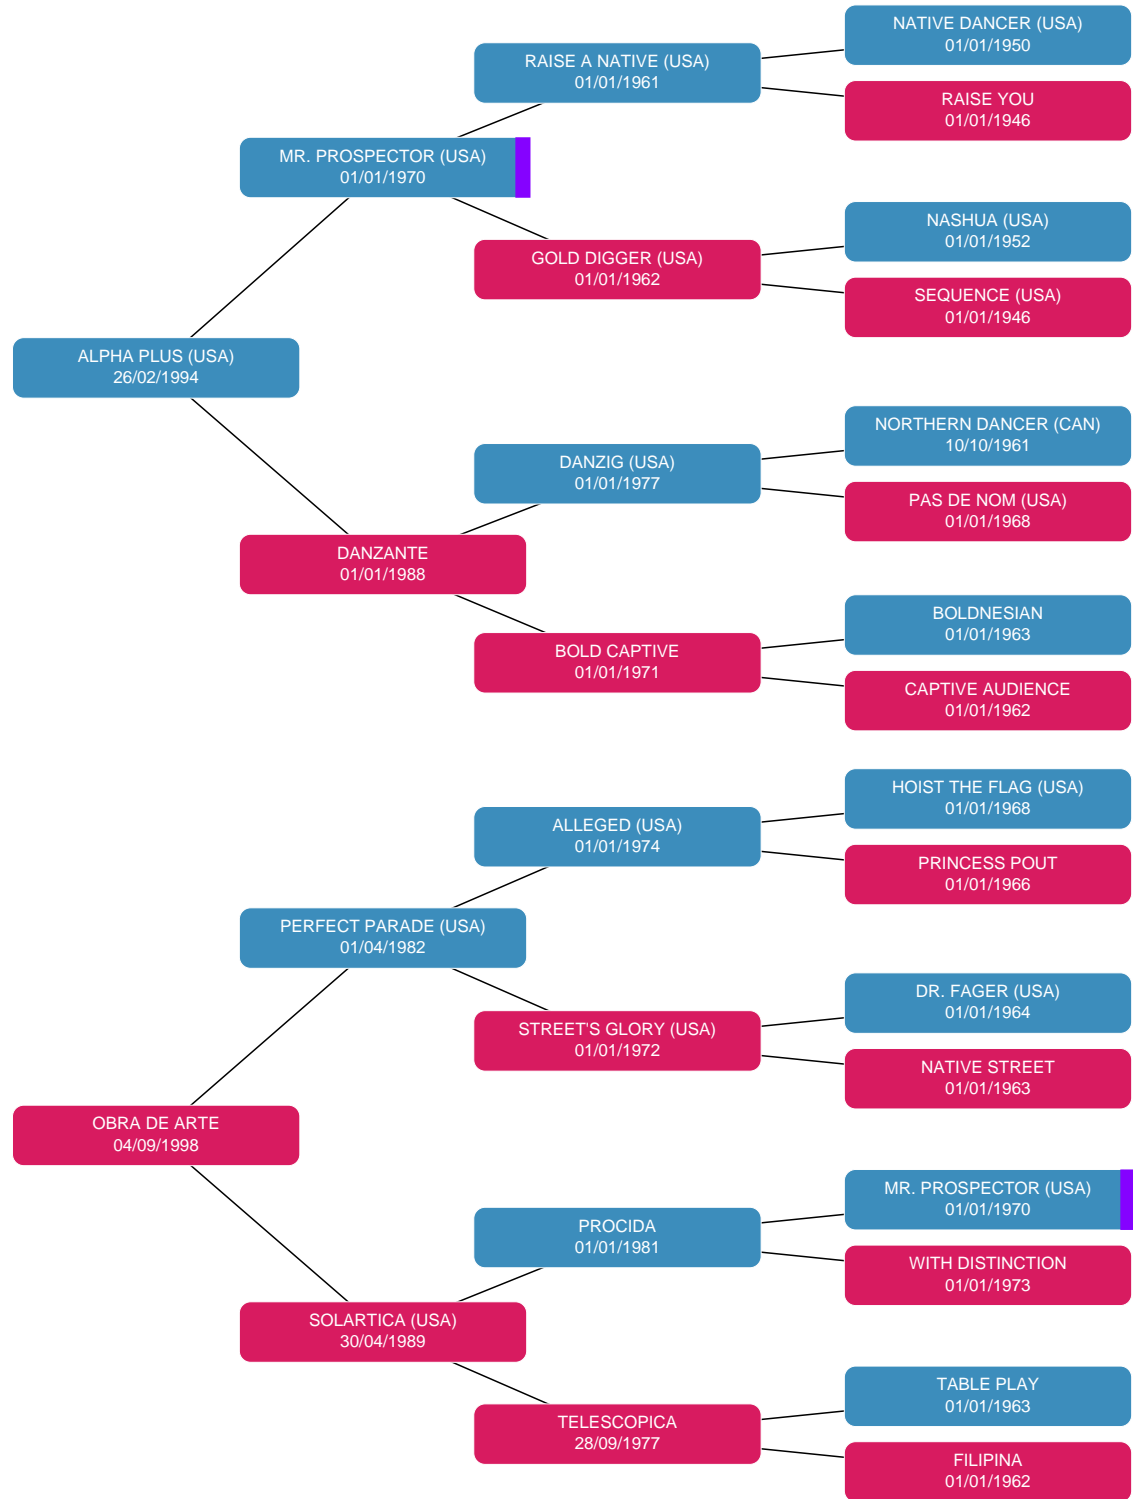 NATIVE DANCER (USA)
01/01/1950
RAISE A NATIVE (USA)
01/01/1961
RAISE YOU
01/01/1946
MR. PROSPECTOR (USA)
01/01/1970
NASHUA (USA)
01/01/1952
GOLD DIGGER (USA)
01/01/1962
SEQUENCE (USA)
01/01/1946
ALPHA PLUS (USA)
26/02/1994
NORTHERN DANCER (CAN)
10/10/1961
DANZIG (USA)
01/01/1977
PAS DE NOM (USA)
01/01/1968
DANZANTE
01/01/1988
BOLDNESIAN
01/01/1963
BOLD CAPTIVE
01/01/1971
CAPTIVE AUDIENCE
01/01/1962
HOIST THE FLAG (USA)
01/01/1968
ALLEGED (USA)
01/01/1974
PRINCESS POUT
01/01/1966
PERFECT PARADE (USA)
01/04/1982
DR. FAGER (USA)
01/01/1964
STREET'S GLORY (USA)
01/01/1972
NATIVE STREET
01/01/1963
OBRA DE ARTE
04/09/1998
MR. PROSPECTOR (USA)
01/01/1970
PROCIDA
01/01/1981
WITH DISTINCTION
01/01/1973
SOLARTICA (USA)
30/04/1989
TABLE PLAY
01/01/1963
TELESCOPICA
28/09/1977
FILIPINA
01/01/1962